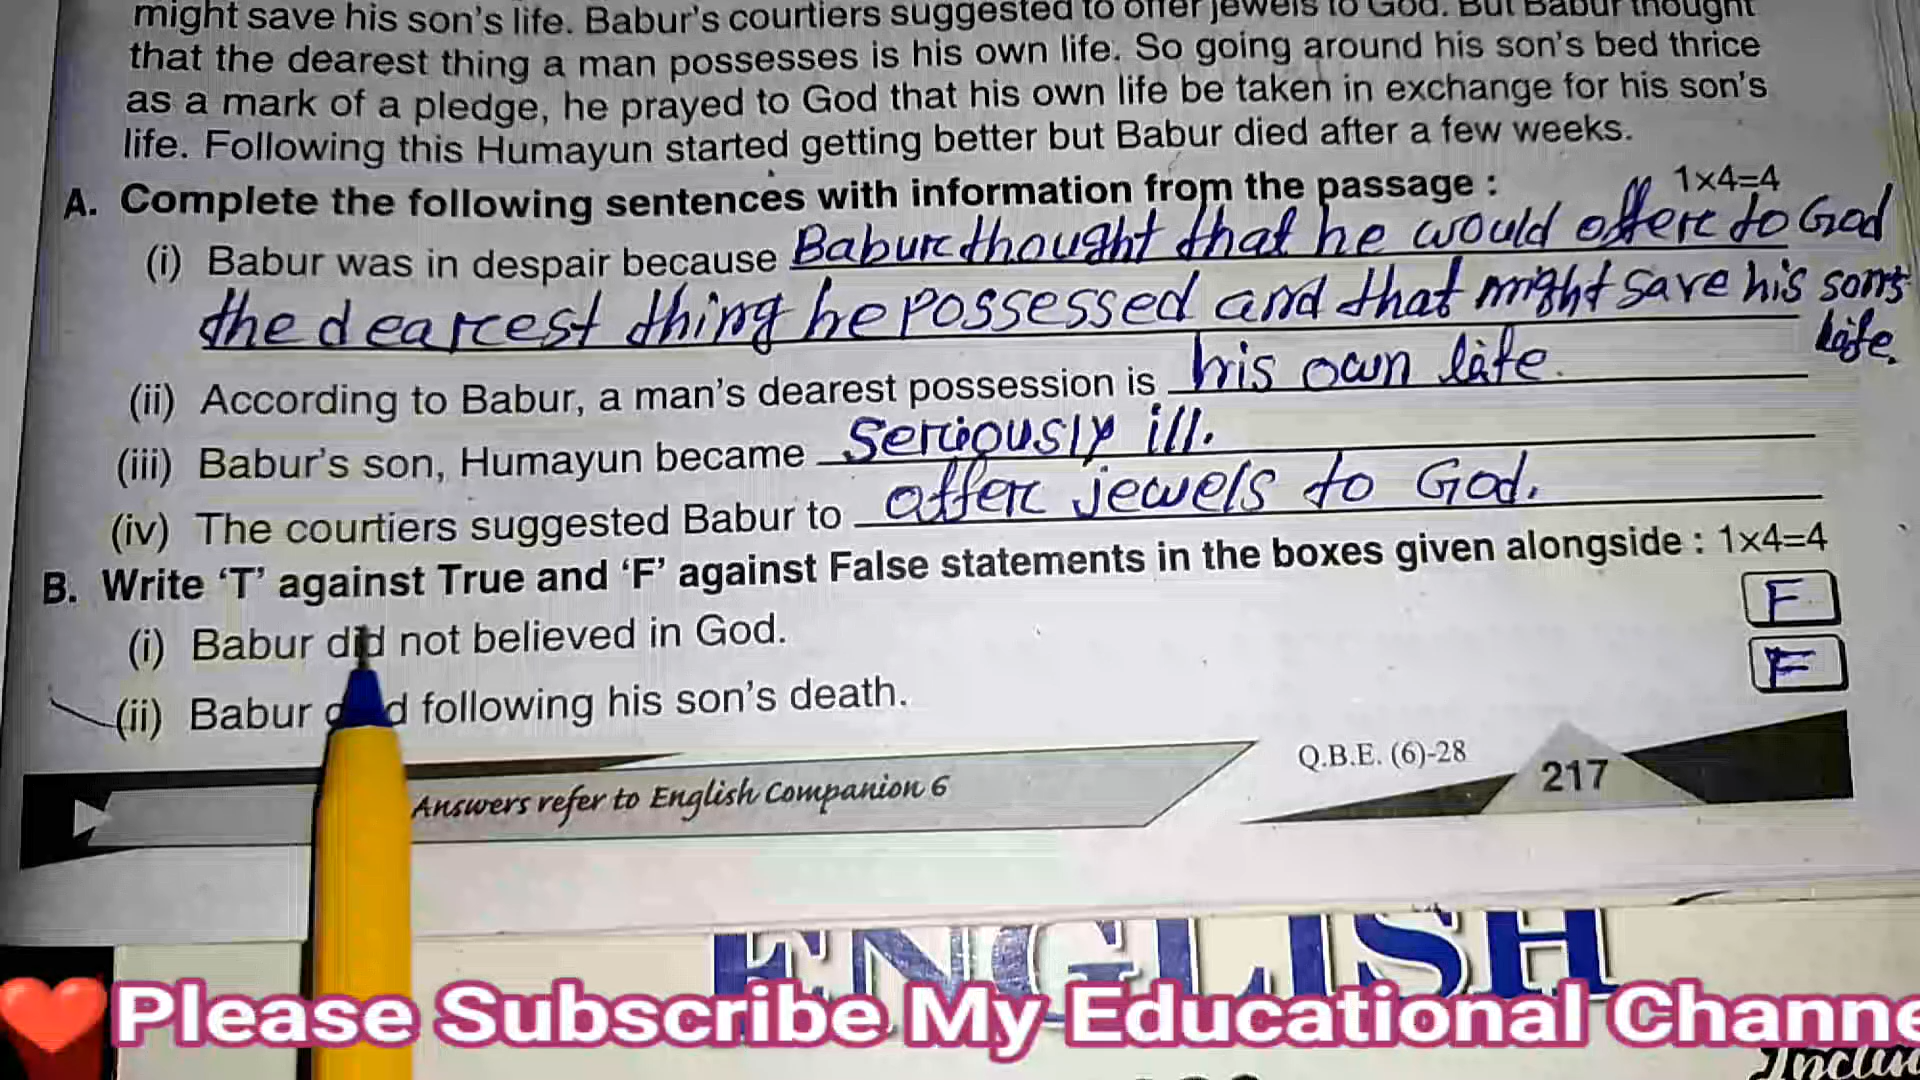 might save his son's life. Babur's courtiers suggested to offer jewels to God. But Babur thought
that the dearest thing a man possesses is his own life. So going around his son's bed thrice
as a mark of a pledge, he prayed to God that his own life be taken in exchange for his son's
life. Following this Humayun started getting better but Babur died after a few weeks.
A. Complete the following sentences with information from the passage : 1x4=4
(i) Babur was in despair because Babur thought that he would offer to God
the dearest thing he possessed and that might save his sons
life.
(ii) According to Babur, a man's dearest possession is his own life.
(iii) Babur's son, Humayun became seriously ill.
(iv) The courtiers suggested Babur to offer jewels to God.
B. Write 'T' against True and 'F' against False statements in the boxes given alongside : 1x4=4
(i) Babur did not believed in God. F
(ii) Babur following his son's death. F
Answers refer to English Companion 6
Q.B.E. (6)-28
217
ENGLISH
❤️Please Subscribe My Educational Channe